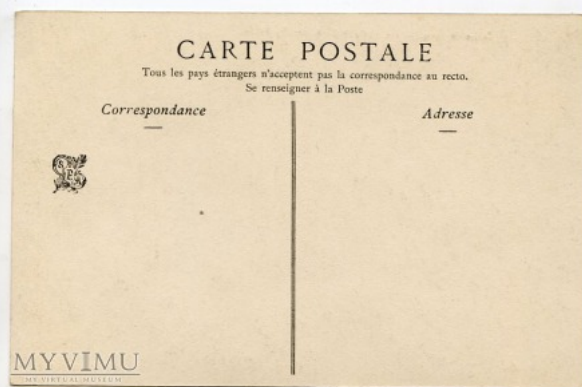 CARTE POSTALE
Tous les pays étrangers n'acceptent pas la correspondance au recto.
Se renseigner à la Poste
Correspondance
Adresse
MYVIMU
MY VIRTUAL MUSEUM